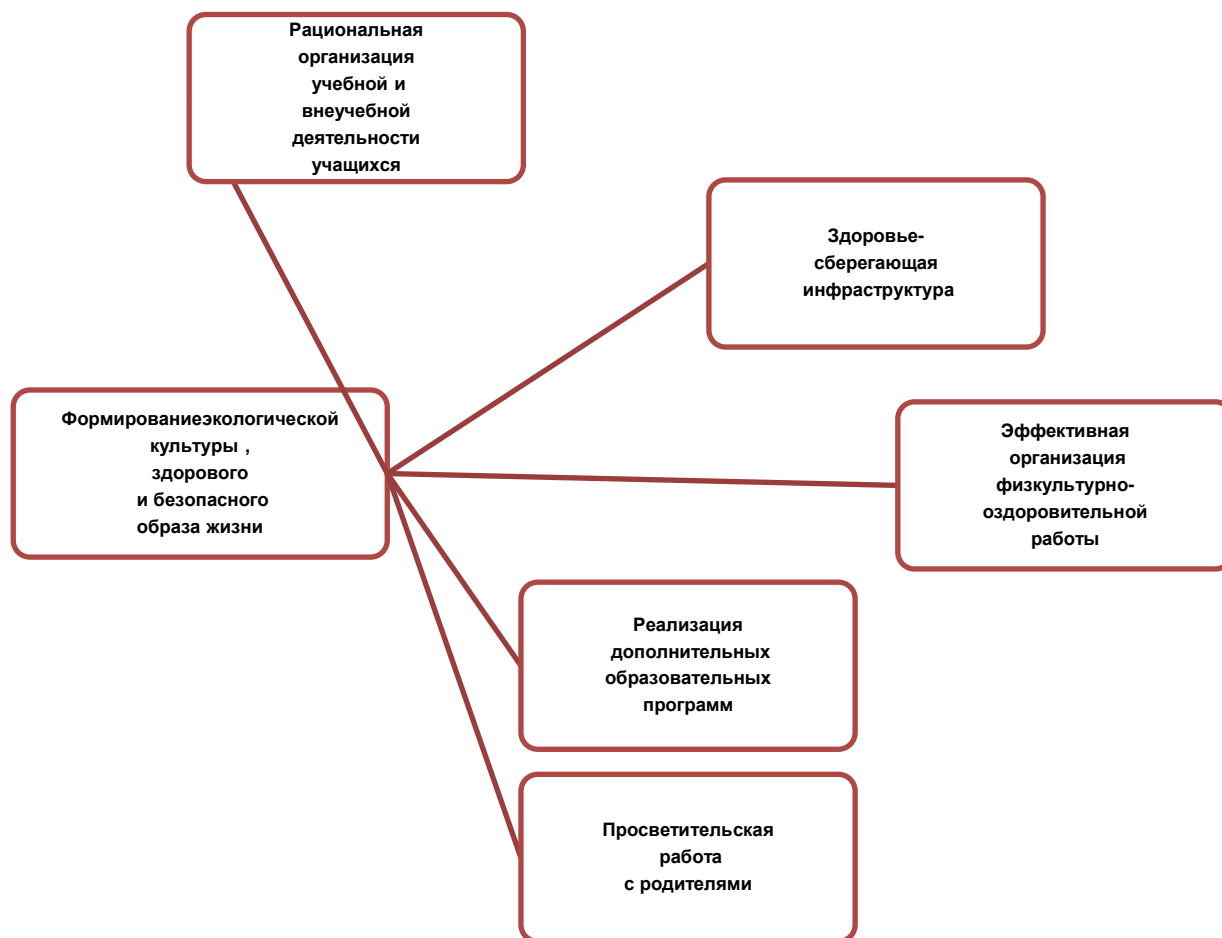 Рациональная
организация
учебной и
внеучебной
деятельности
учащихся
Здоровье-
сберегающая
инфраструктура
Формированиеэкологической
культуры ,
здорового
и безопасного
образа жизни
Эффективная
организация
физкультурно-
оздоровительной
работы
Реализация
дополнительных
образовательных
программ
Просветительская
работа
с родителями